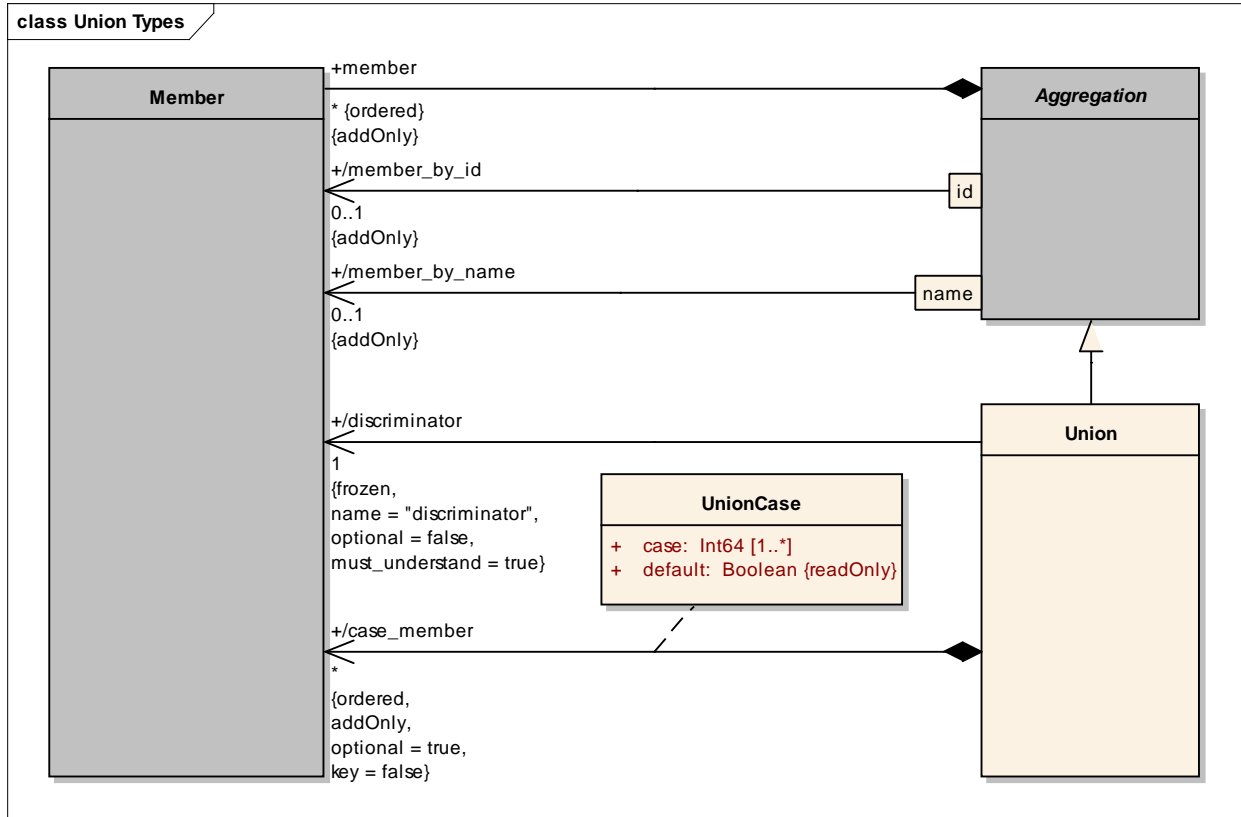 class Union Types
Member
+member
* {ordered}
{addOnly}
Aggregation
+/member_by_id
id
0..1
{addOnly}
+/member_by_name
name
0..1
{addOnly}
+/discriminator
1
{frozen,
name = "discriminator",
optional = false,
must_understand = true}
Union
UnionCase
+ case: Int64 [1..*]
+ default: Boolean {readOnly}
+/case_member
*
{ordered,
addOnly,
optional = true,
key = false}